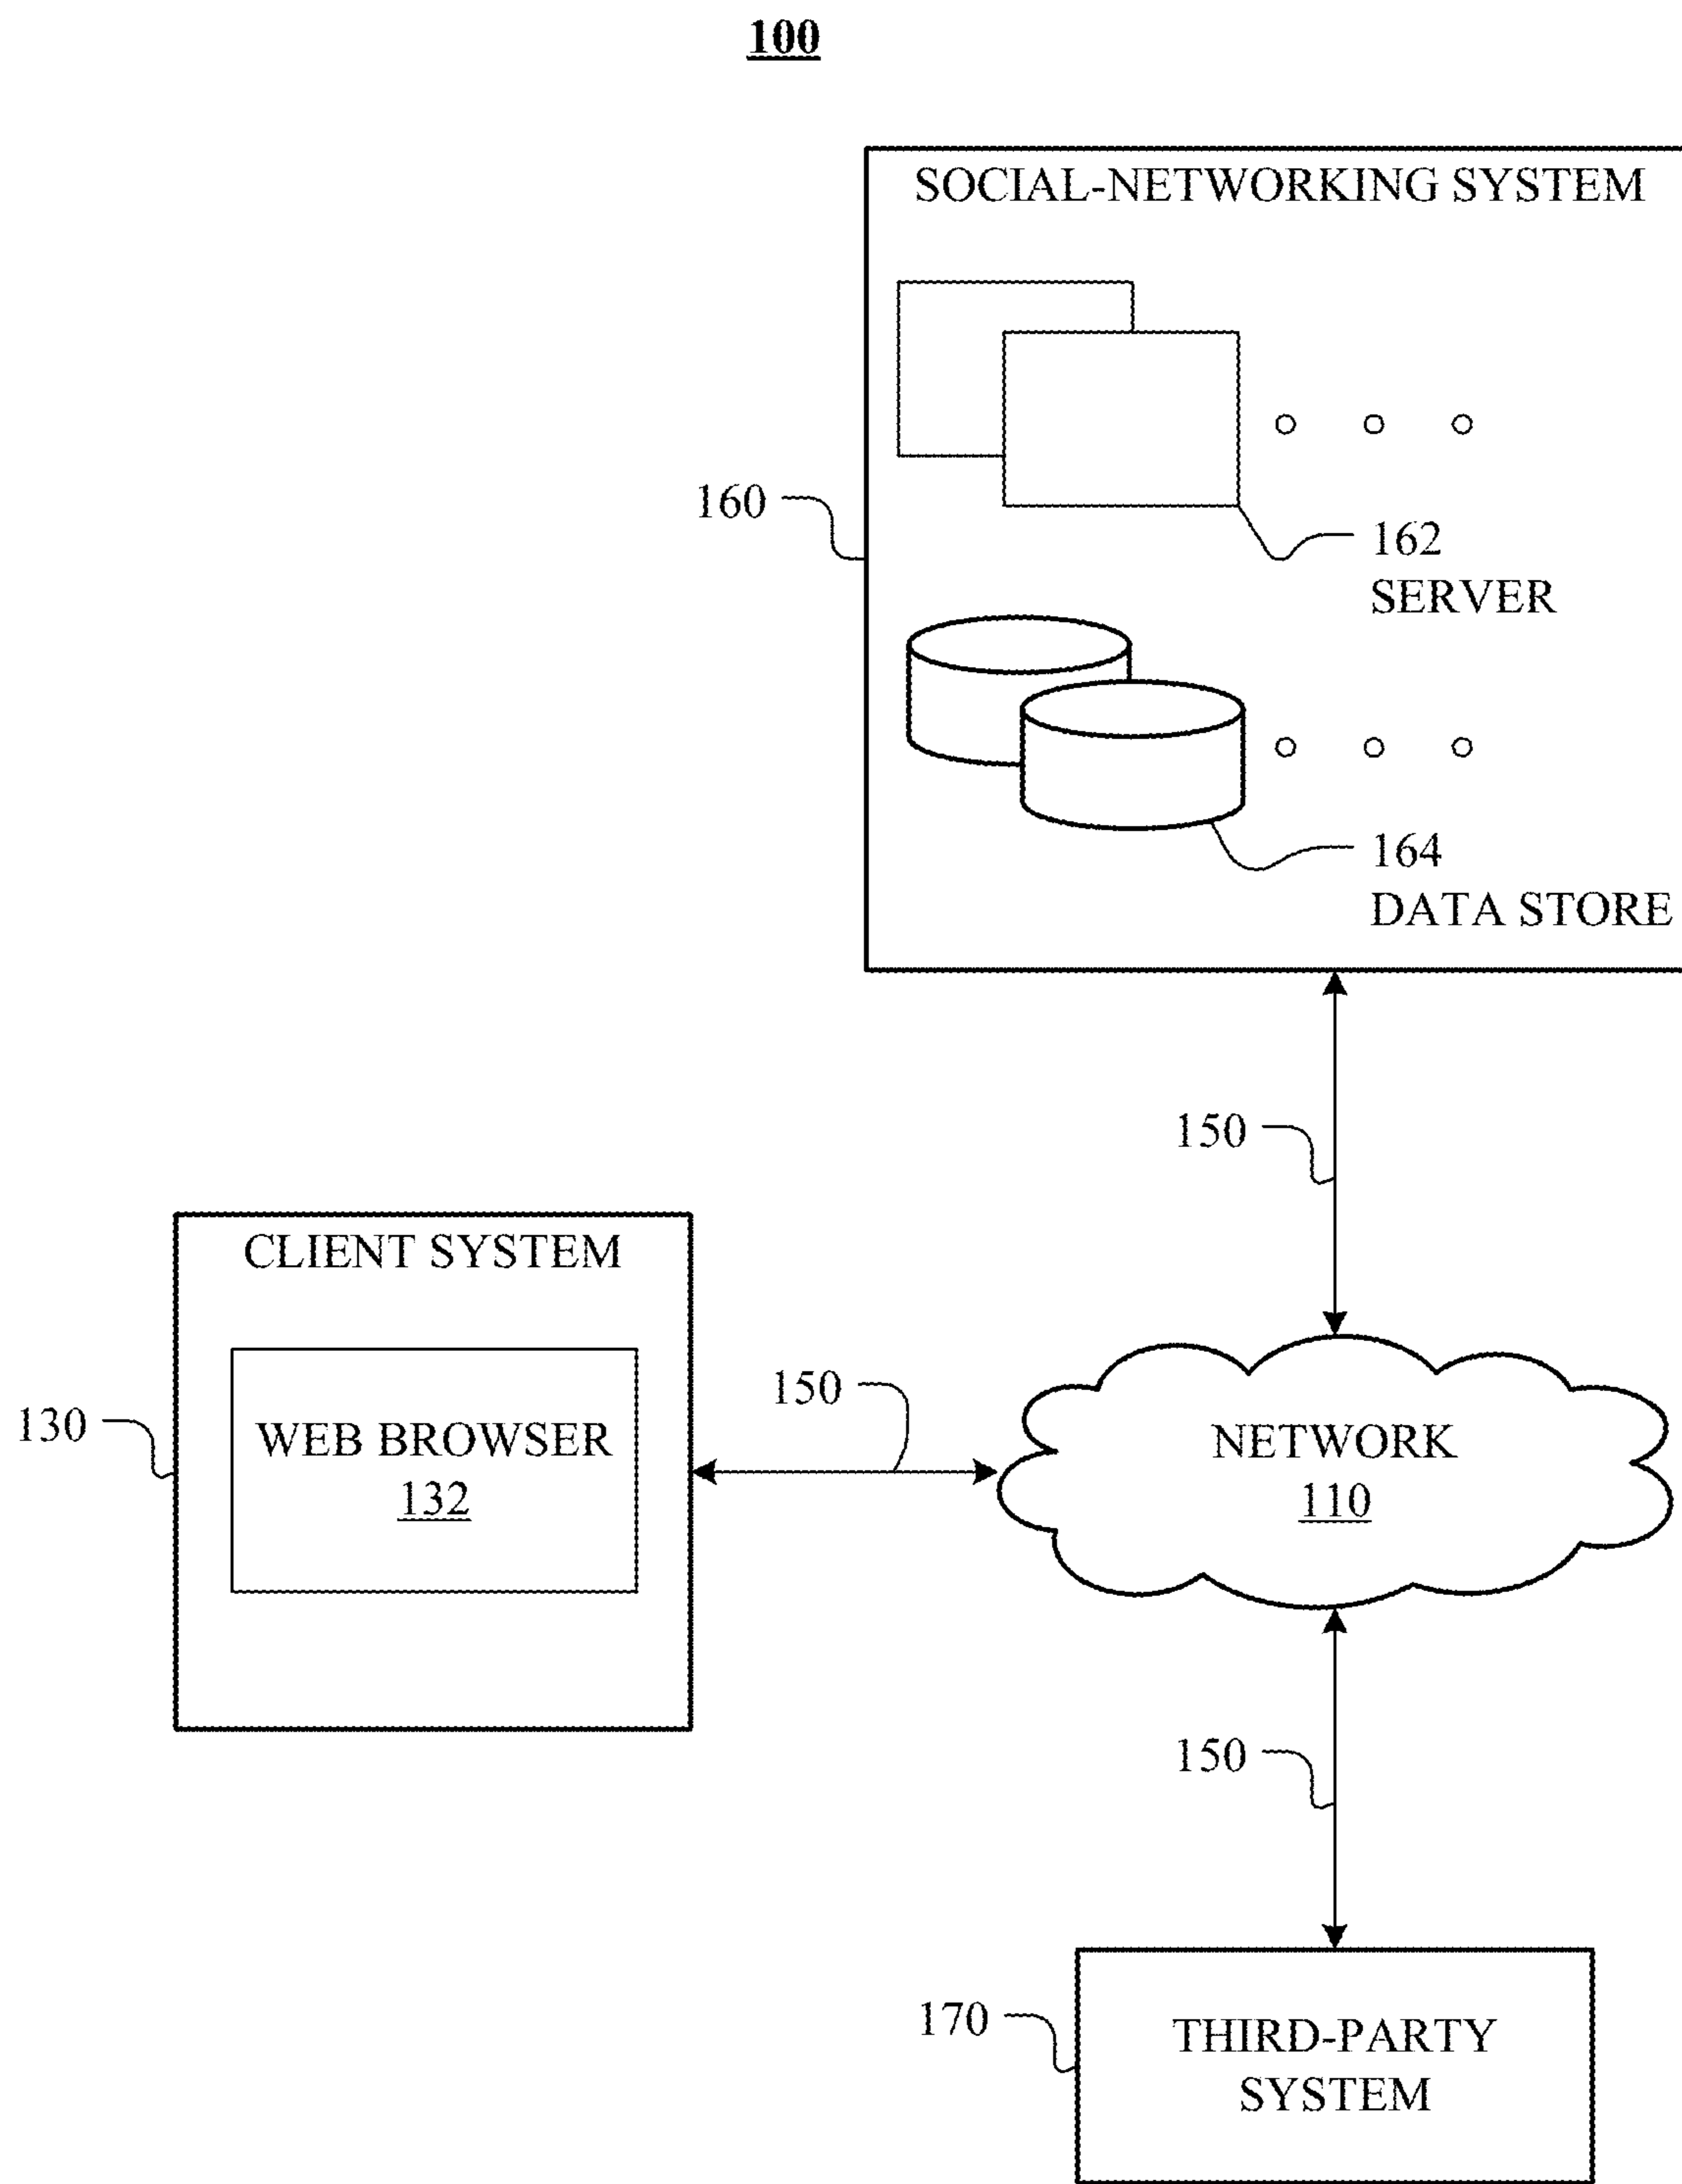 100
SOCIAL-NETWORKING SYSTEM
160
162
SERVER
164
DATA STORE
150
CLIENT SYSTEM
130
WEB BROWSER
132
150
NETWORK
110
150
170
THIRD-PARTY
SYSTEM